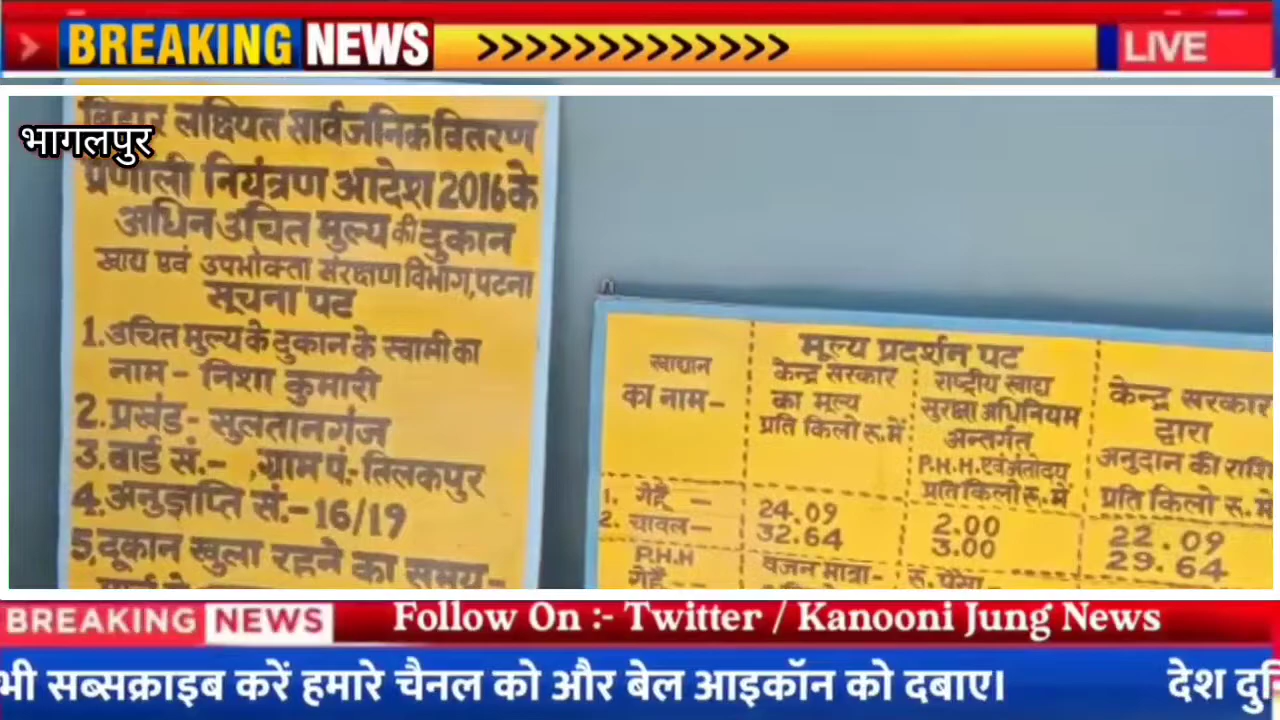 BREAKING NEWS >>>>>>>>>>>>> LIVE
भागलपुर
बिहार लक्षियत सार्वजनिक वितरण
प्रणाली नियंत्रण आदेश 2016 के
अधिन उचित मुल्य की दुकान
खाद्य एवं उपभोक्ता संरक्षण विभाग, पटना
सूचना पट
1. उचित मुल्य के दुकान के स्वामी का
नाम - निशा कुमारी
2. प्रखंड - सुलतानगंज
3. वार्ड सं. - , ग्राम पं. - तिलकपुर
4. अनुज्ञप्ति सं. - 16/19
5, दूकान खुला रहने का समय -
मूल्य प्रदर्शन पट
खाद्यान
का नाम -
केन्द्र सरकार
का मूल्य
प्रति किलो रू. में
राष्ट्रीय खाद्य
सुरक्षा अधिनियम
अन्तर्गत
P.H.H. एवं अंतोदय
प्रति किलो रू. में
केन्द्र सरकार
द्वारा
अनुदान की राशि
प्रति किलो रू. में
1. गेहूँ - 24.09 2.00 22.09
2. चावल - 32.64 3.00 29.64
P.H.H वजन मात्रा - रू. पैसा
गेहूँ -
BREAKING NEWS Follow On :- Twitter / Kanooni Jung News
भी सब्सक्राइब करें हमारे चैनल को और बेल आइकॉन को दबाए। देश